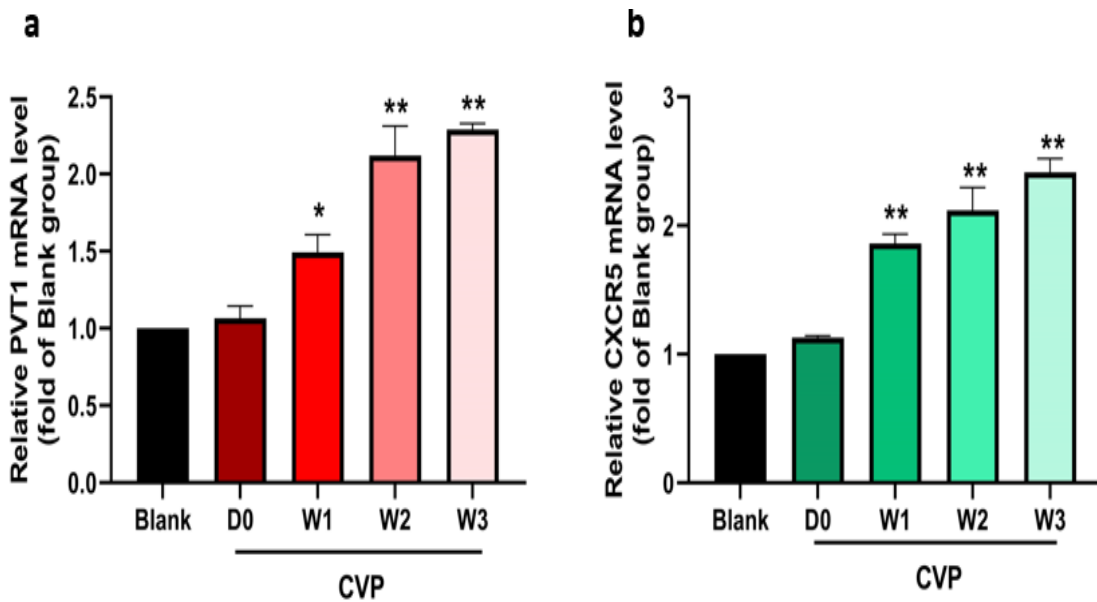 a
Relative PVT1 mRNA level
(fold of Blank group)
2.5
2.0
1.5
1.0
0.5
0.0
*
**
**
Blank D0 W1 W2 W3
CVP
b
Relative CXCR5 mRNA level
(fold of Blank group)
3
2
1
0
**
**
**
Blank D0 W1 W2 W3
CVP